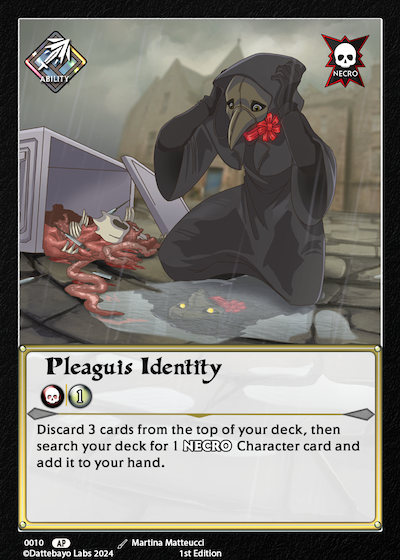 ABILITY
NECRO
Pleaguis Identity
1
Discard 3 cards from the top of your deck, then
search your deck for 1 NECRO Character card and
add it to your hand.
0010 AP Martina Matteucci
©Dattebayo Labs 2024 1st Edition